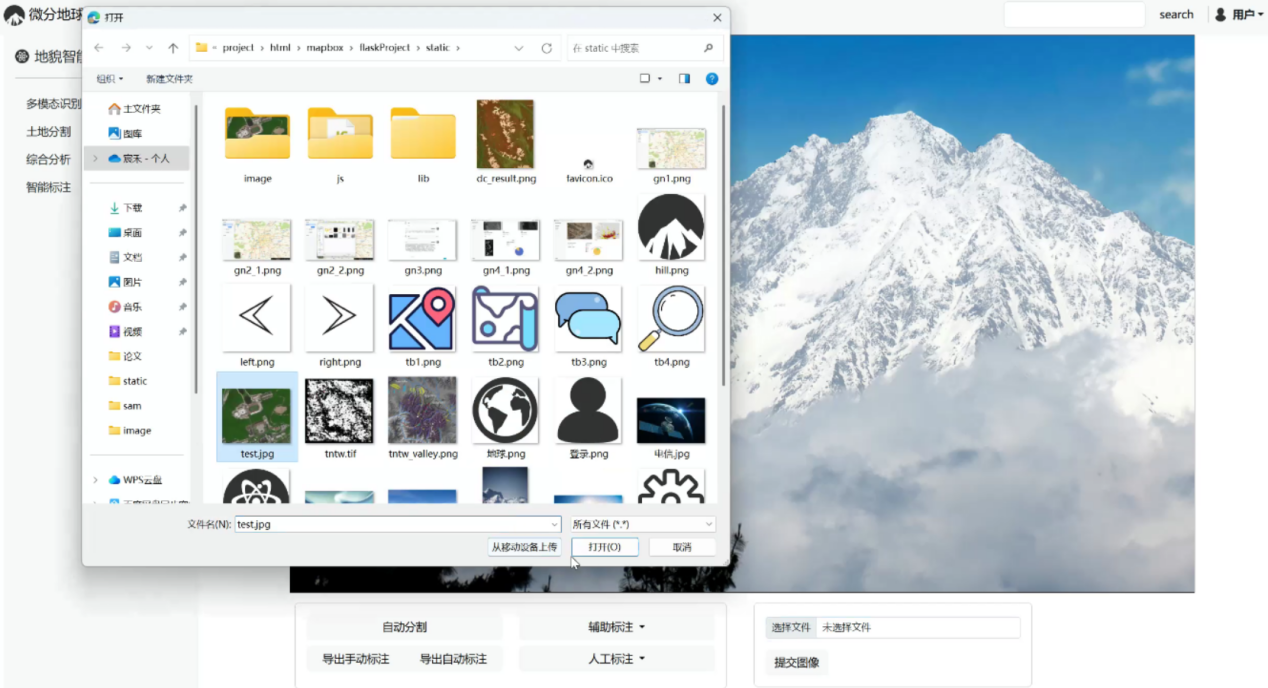 微分地球
search
用户
地貌智能
多模态识别
土地分割
综合分析
智能标注
打开
« project › html › mapbox › flaskProject › static ›
在 static 中搜索
组织
新建文件夹
主文件夹
图库
宸禾 - 个人
下载
桌面
文档
图片
音乐
视频
论文
static
sam
image
WPS云盘
image
js
lib
dc_result.png
favicon.ico
gn1.png
gn2_1.png
gn2_2.png
gn3.png
gn4_1.png
gn4_2.png
hill.png
left.png
right.png
tb1.png
tb2.png
tb3.png
tb4.png
test.jpg
tntw.tif
tntw_valley.png
地球.png
登录.png
电信.jpg
文件名(N):
test.jpg
所有文件 (*.*)
从移动设备上传
打开(O)
取消
自动分割
辅助标注
导出手动标注
导出自动标注
人工标注
选择文件
未选择文件
提交图像